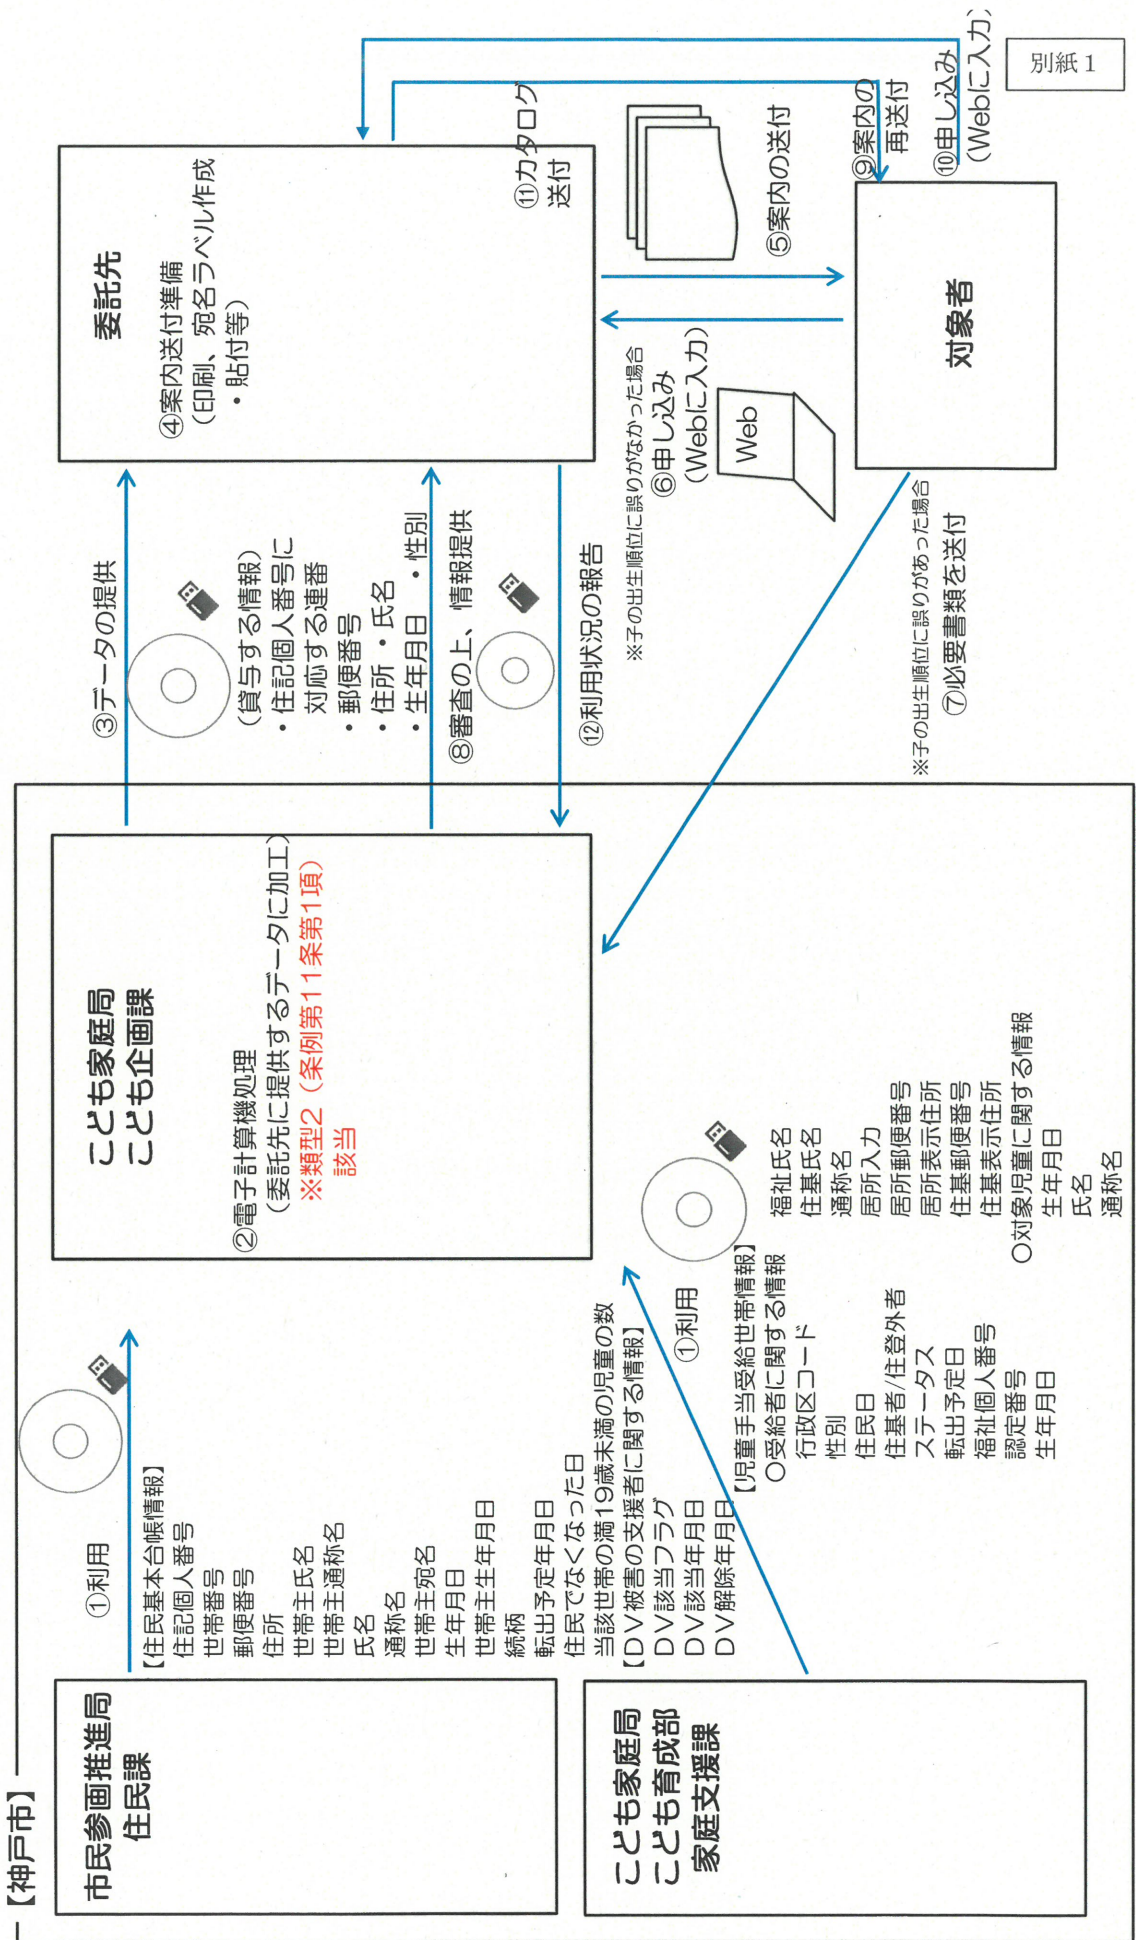 別紙1
【神戸市】
市民参画推進局
住民課
①利用
【住民基本台帳情報】
住記個人番号
世帯番号
郵便番号
住所
世帯主氏名
世帯主通称名
氏名
通称名
世帯主宛名
生年月日
世帯主生年月日
続柄
転出予定年月日
住民でなくなった日
当該世帯の満19歳未満の児童の数
【DV被害の支援者に関する情報】
DV該当フラグ
DV該当年月日
DV解除年月日
こども家庭局
こども育成部
家庭支援課
①利用
【児童手当受給世帯情報】
○受給者に関する情報
行政区コード
性別
住民日
住基者/住登外者
ステータス
転出予定日
福祉個人番号
認定番号
生年月日
福祉氏名
住基氏名
通称名
居所入力
居所郵便番号
居所表示住所
住基郵便番号
住基表示住所
○対象児童に関する情報
生年月日
氏名
通称名
こども家庭局
こども企画課
②電子計算機処理
(委託先に提供するデータに加工)
※類型2(条例第11条第1項)
該当
③データの提供
(貸与する情報)
・住記個人番号に
対応する連番
・郵便番号
・住所・氏名
・生年月日 ・性別
⑧審査の上、情報提供
⑫利用状況の報告
委託先
④案内送付準備
(印刷、宛名ラベル作成
・貼付等)
⑪カタログ
送付
※子の出生順位に誤りがなかった場合
⑥申し込み
(Webに入力)
Web
⑤案内の送付
⑨案内の
再送付
⑩申し込み
(Webに入力)
対象者
※子の出生順位に誤りがあった場合
⑦必要書類を送付